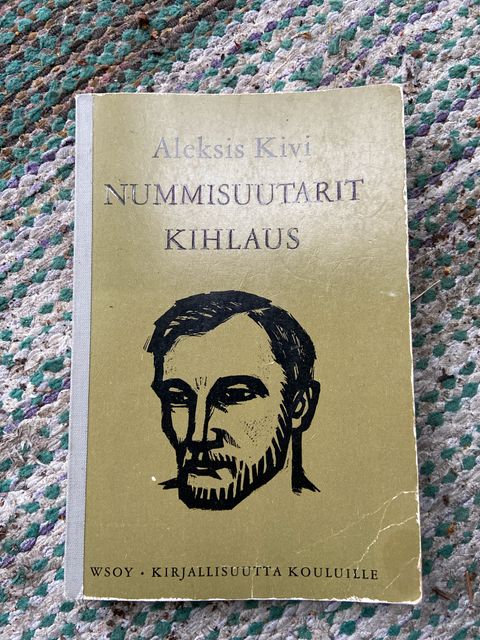 Aleksis Kivi
NUMMISUUTARIT
KIHLAUS
WSOY · KIRJALLISUUTTA KOULUILLE